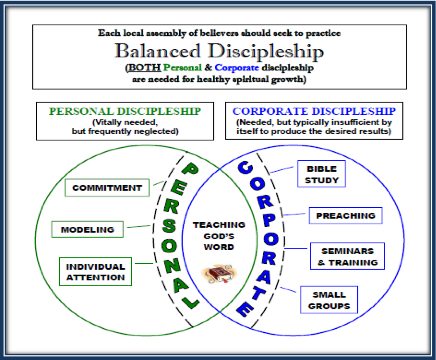 Each local assembly of believers should seek to practice
Balanced Discipleship
(BOTH Personal & Corporate discipleship
are needed for healthy spiritual growth)
PERSONAL DISCIPLESHIP
(Vitally needed,
but frequently neglected)
CORPORATE DISCIPLESHIP
(Needed, but typically insufficient by
itself to produce the desired results)
COMMITMENT
MODELING
INDIVIDUAL
ATTENTION
PERSONAL
TEACHING
GOD'S
WORD
CORPORATE
BIBLE
STUDY
PREACHING
SEMINARS
& TRAINING
SMALL
GROUPS